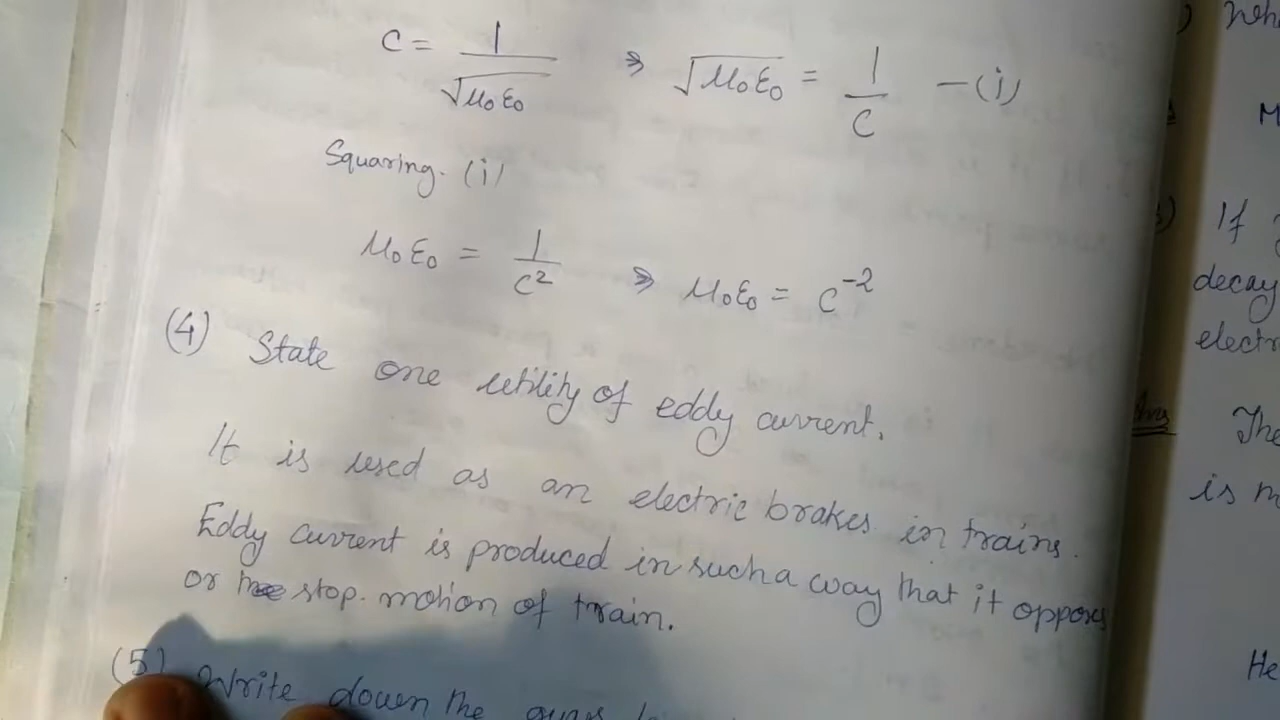 C = 1/√μ₀ε₀ ⇒ √μ₀ε₀ = 1/C —(i)
Squaring. (i)
μ₀ε₀ = 1/C² ⇒ μ₀ε₀ = C⁻²
(4) State one utility of eddy current.
It is used as an electric brakes in trains.
Eddy current is produced in such a way that it opposes
or stop. motion of train.
(5) Write down the
If
decay
Ans The
is
He